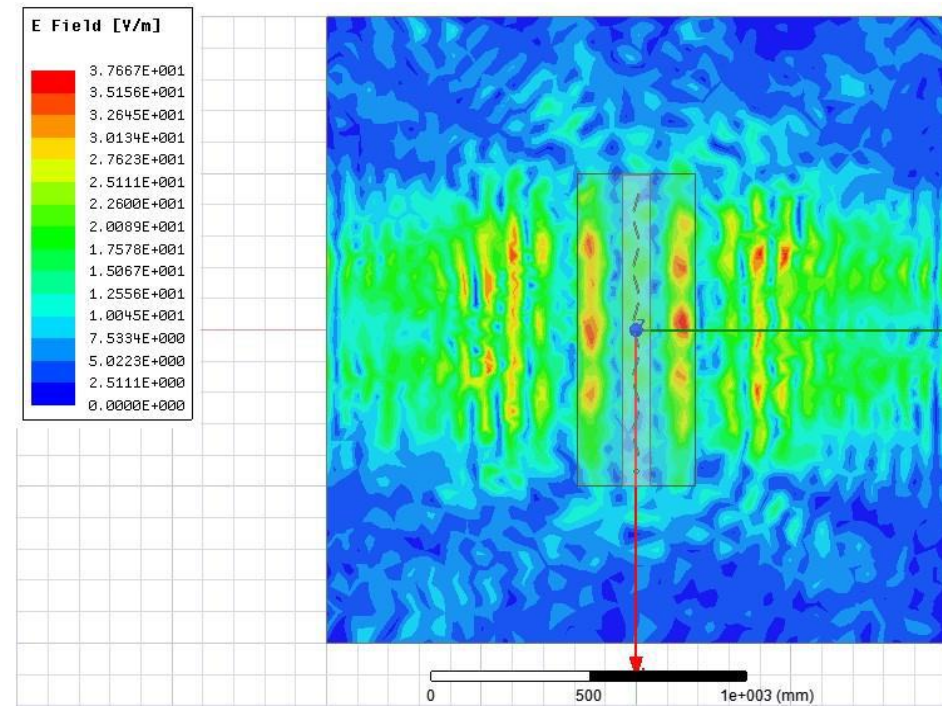 E Field [V/m]
3.7667E+001
3.5156E+001
3.2645E+001
3.0134E+001
2.7623E+001
2.5111E+001
2.2600E+001
2.0089E+001
1.7578E+001
1.5067E+001
1.2556E+001
1.0045E+001
7.5334E+000
5.0223E+000
2.5111E+000
0.0000E+000
0 500 1e+003 (mm)